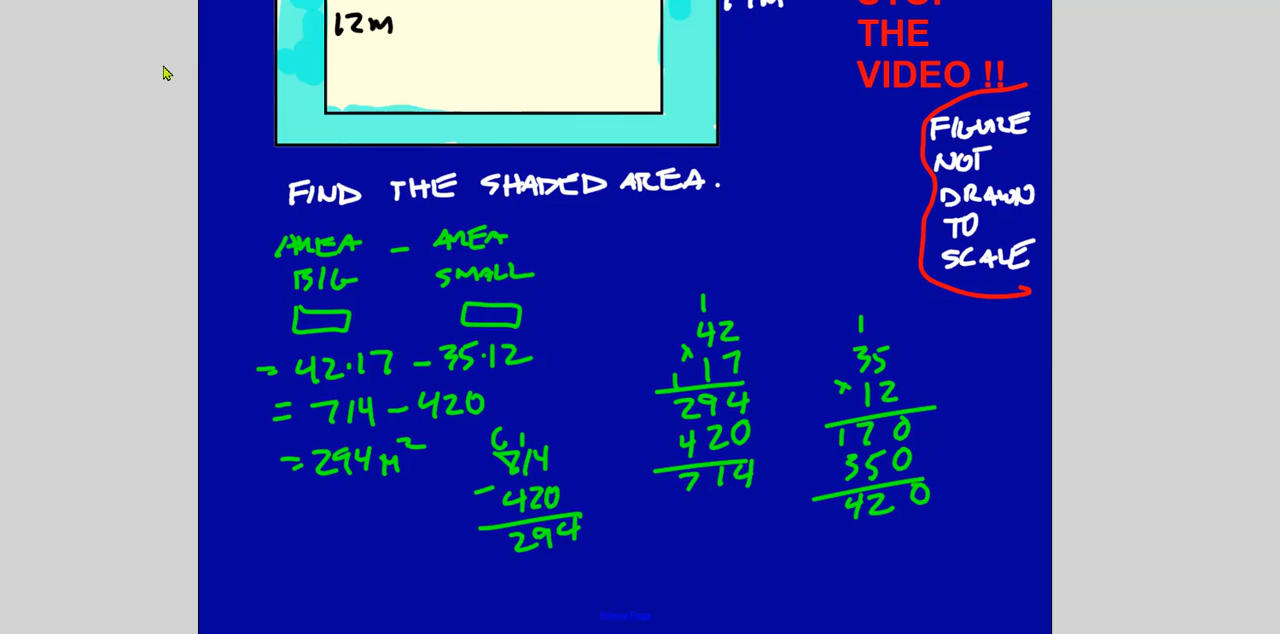 12m
THE
VIDEO !!
FIGURE
NOT
DRAWN
TO
SCALE
FIND THE SHADED AREA.
AREA - AREA
BIG SMALL
= 42·17 - 35·12
= 714 - 420
= 294 M²
6 1
714
- 420
294
1
42
x 17
1
294
420
714
1
35
x 12
170
350
420